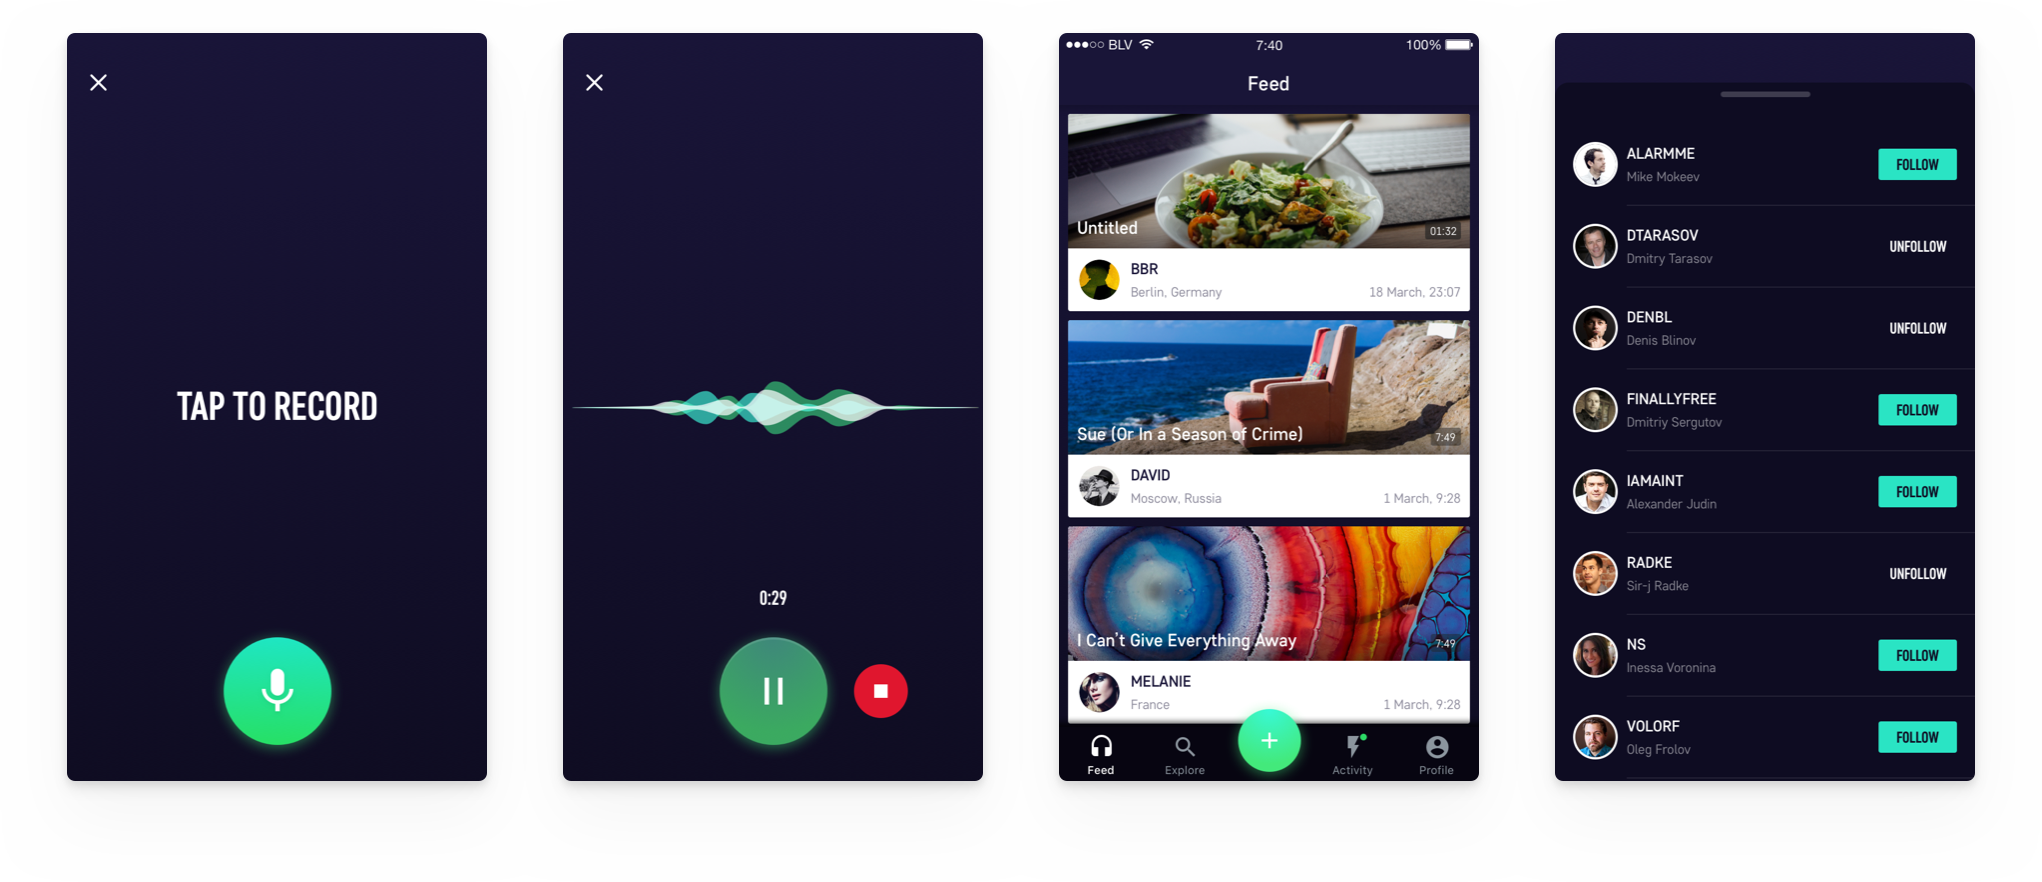 TAP TO RECORD
0:29
BLV 7:40 100%
Feed
Untitled
01:32
BBR
Berlin, Germany
18 March, 23:07
Sue (Or In a Season of Crime)
7:49
DAVID
Moscow, Russia
1 March, 9:28
I Can't Give Everything Away
7:49
MELANIE
France
1 March, 9:28
Feed
Explore
Activity
Profile
ALARMME
Mike Mokeev
FOLLOW
DTARASOV
Dmitry Tarasov
UNFOLLOW
DENBL
Denis Blinov
UNFOLLOW
FINALLYFREE
Dmitriy Sergutov
FOLLOW
IAMAINT
Alexander Judin
FOLLOW
RADKE
Sir-j Radke
UNFOLLOW
NS
Inessa Voronina
FOLLOW
VOLORF
Oleg Frolov
FOLLOW